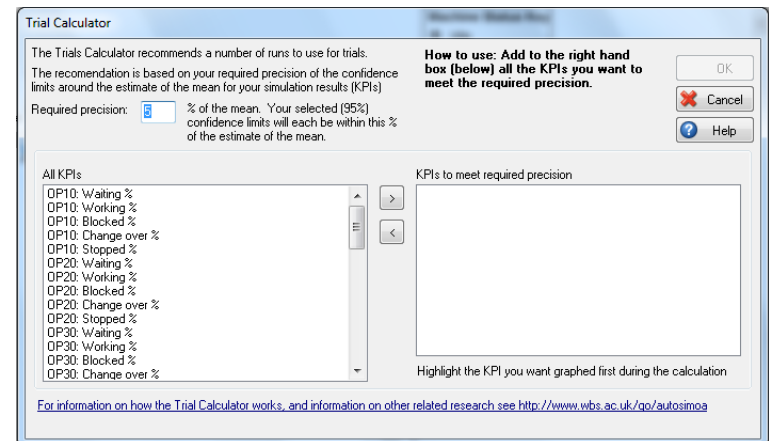 Trial Calculator
The Trials Calculator recommends a number of runs to use for trials.
The recomendation is based on your required precision of the confidence
limits around the estimate of the mean for your simulation results (KPIs)
Required precision: 5 % of the mean. Your selected (95%)
confidence limits will each be within this %
of the estimate of the mean.
How to use: Add to the right hand
box (below) all the KPIs you want to
meet the required precision.
OK
Cancel
Help
All KPIs
OP10: Waiting %
OP10: Working %
OP10: Blocked %
OP10: Change over %
OP10: Stopped %
OP20: Waiting %
OP20: Working %
OP20: Blocked %
OP20: Change over %
OP20: Stopped %
OP30: Waiting %
OP30: Working %
OP30: Blocked %
OP30: Change over %
>
<
KPIs to meet required precision
Highlight the KPI you want graphed first during the calculation
For information on how the Trial Calculator works, and information on other related research see http://www.wbs.ac.uk/go/autosimoa